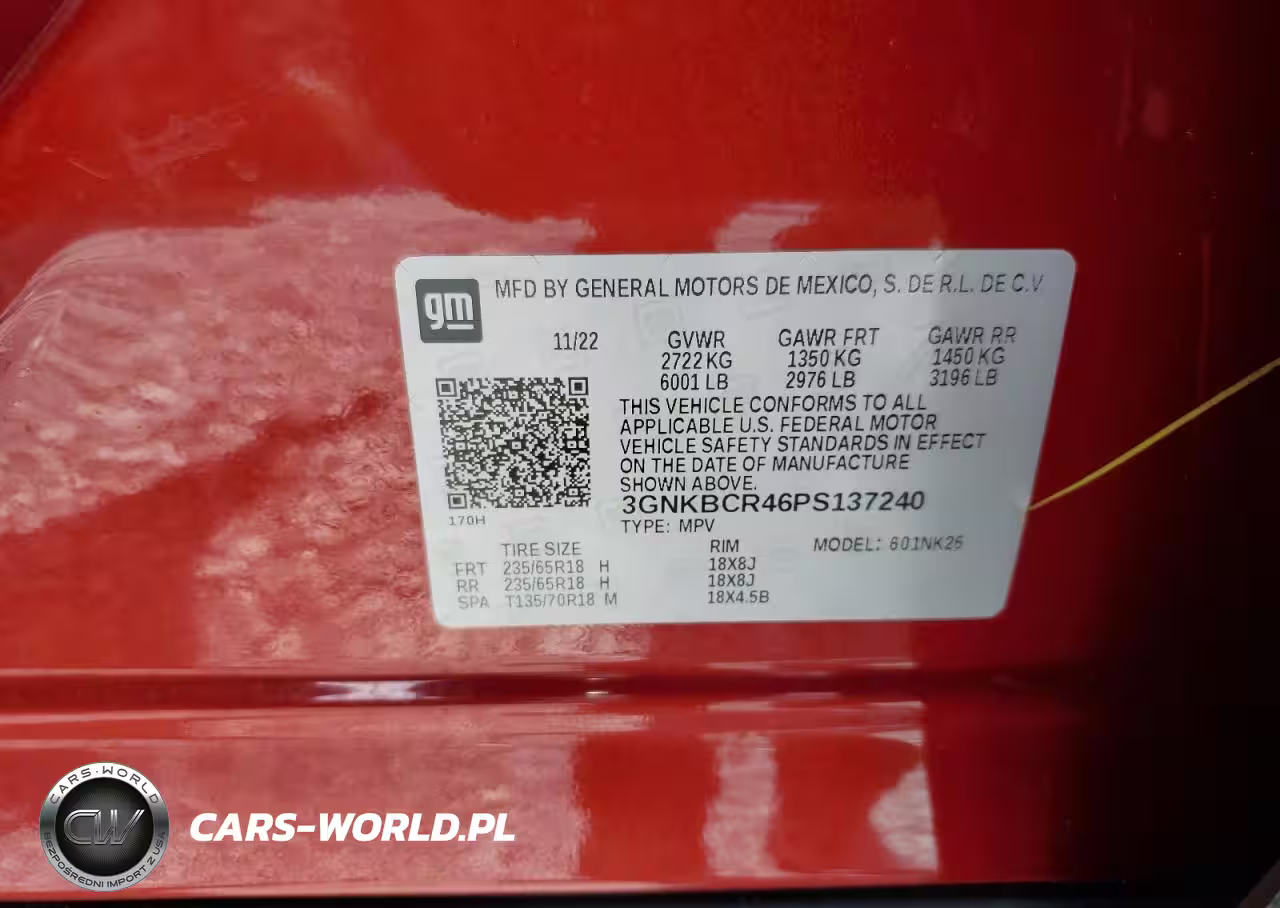 gm
MFD BY GENERAL MOTORS DE MEXICO, S. DE R.L. DE C.V
11/22 GVWR GAWR FRT GAWR RR
2722 KG 1350 KG 1450 KG
6001 LB 2976 LB 3196 LB
THIS VEHICLE CONFORMS TO ALL
APPLICABLE U.S. FEDERAL MOTOR
VEHICLE SAFETY STANDARDS IN EFFECT
ON THE DATE OF MANUFACTURE
SHOWN ABOVE.
3GNKBCR46PS137240
170H
TYPE: MPV
TIRE SIZE RIM MODEL: 601NK26
FRT 235/65R18 H 18X8J
RR 235/65R18 H 18X8J
SPA T135/70R18 M 18X4.5B
CARS-WORLD
CW
BEZPOŚREDNI IMPORT Z USA
CARS-WORLD.PL